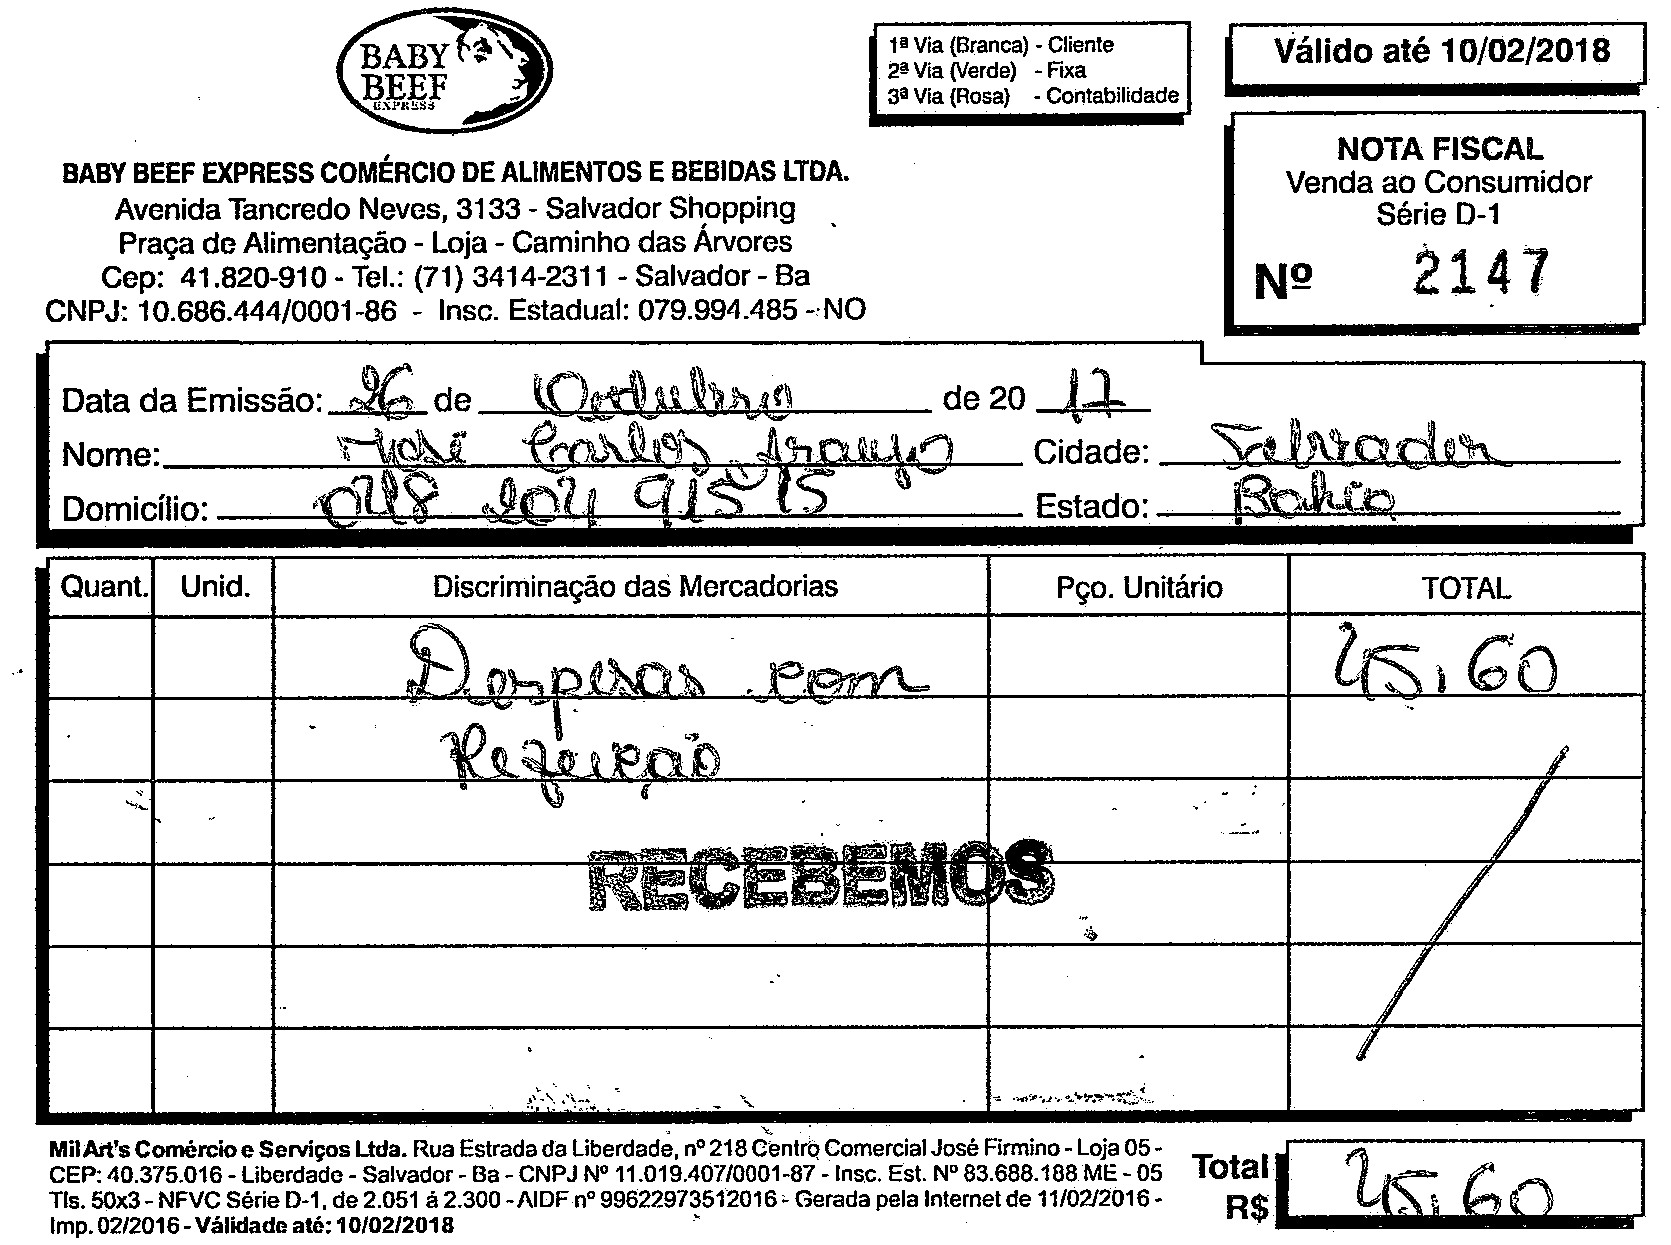 BABY
BEEF
EXPRESS
1ª Via (Branca) - Cliente
2ª Via (Verde) - Fixa
3ª Via (Rosa) - Contabilidade
Válido até 10/02/2018
NOTA FISCAL
Venda ao Consumidor
Série D-1
Nº 2147
BABY BEEF EXPRESS COMÉRCIO DE ALIMENTOS E BEBIDAS LTDA.
Avenida Tancredo Neves, 3133 - Salvador Shopping
Praça de Alimentação - Loja - Caminho das Árvores
Cep: 41.820-910 - Tel.: (71) 3414-2311 - Salvador - Ba
CNPJ: 10.686.444/0001-86 - Insc. Estadual: 079.994.485 - NO
Data da Emissão: 26 de Outubro de 20 17
Nome: José Carlos Araujo Cidade: Salvador
Domicílio: 048 204 915 15 Estado: Bahia
Quant. Unid. Discriminação das Mercadorias Pço. Unitário TOTAL
Despesas com 45,60
Refeição
RECEBEMOS
Mil Art's Comércio e Serviços Ltda. Rua Estrada da Liberdade, nº 218 Centro Comercial José Firmino - Loja 05 -
CEP: 40.375.016 - Liberdade - Salvador - Ba - CNPJ Nº 11.019.407/0001-87 - Insc. Est. Nº 83.688.188 ME - 05
Tls. 50x3 - NFVC Série D-1, de 2.051 á 2.300 - AIDF nº 99622973512016 - Gerada pela Internet de 11/02/2016 -
Imp. 02/2016 - Válidade até: 10/02/2018
Total
R$ 45,60